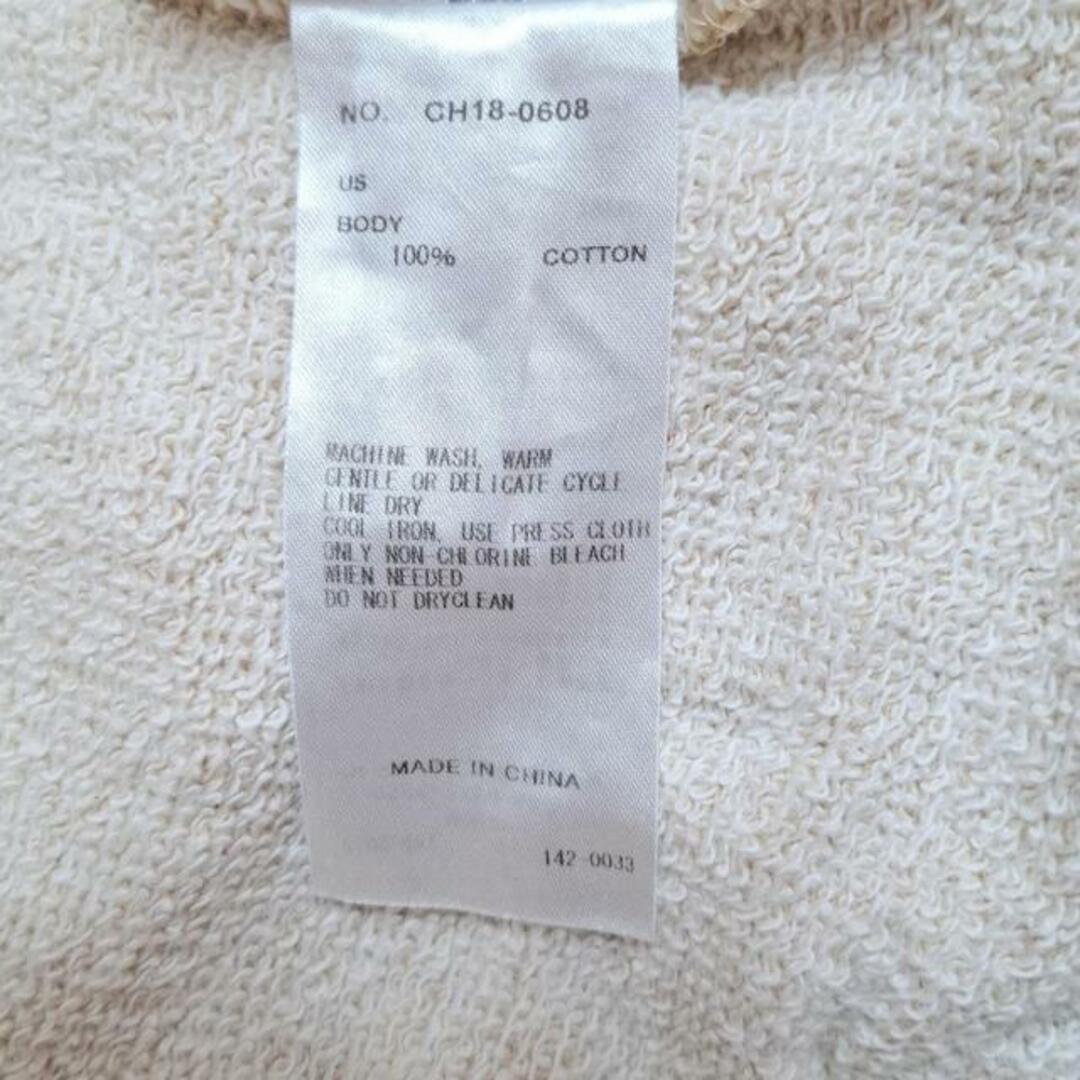 NO. CH18-0608
US
BODY
100% COTTON
MACHINE WASH, WARM
GENTLE OR DELICATE CYCLE
LINE DRY
COOL IRON, USE PRESS CLOTH
ONLY NON CHLORINE BLEACH
WHEN NEEDED
DO NOT DRYCLEAN
MADE IN CHINA
142-0033